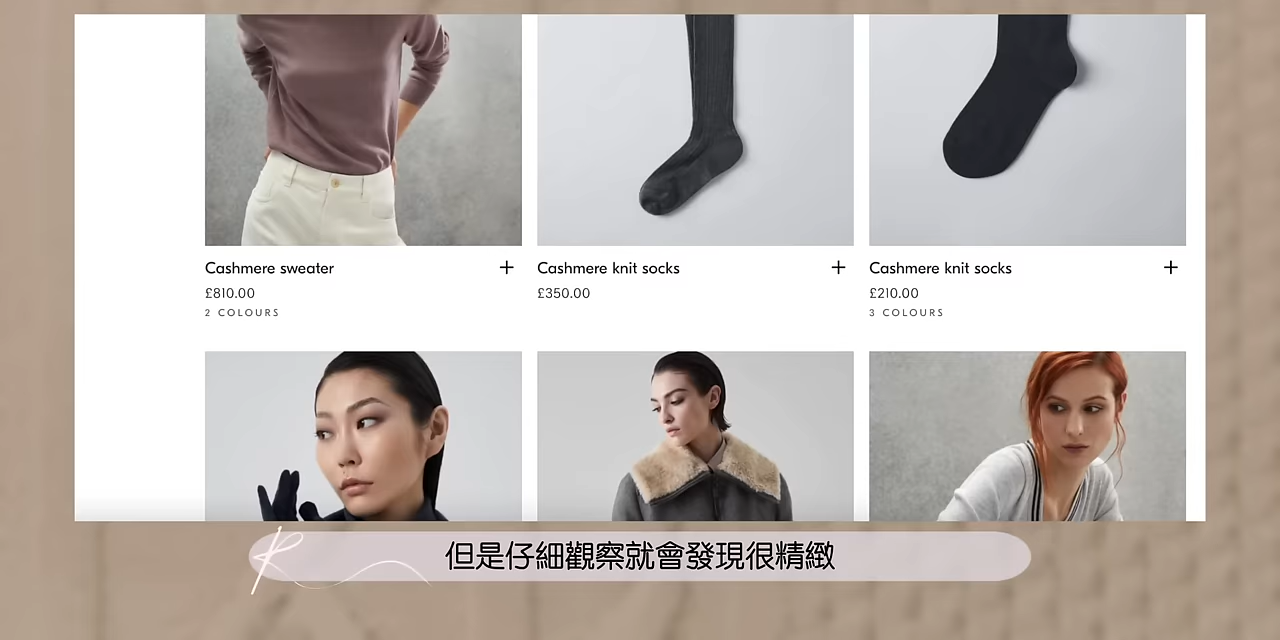 Cashmere sweater +
£810.00
2 COLOURS
Cashmere knit socks +
£350.00
Cashmere knit socks +
£210.00
3 COLOURS
但是仔細觀察就會發現很精緻